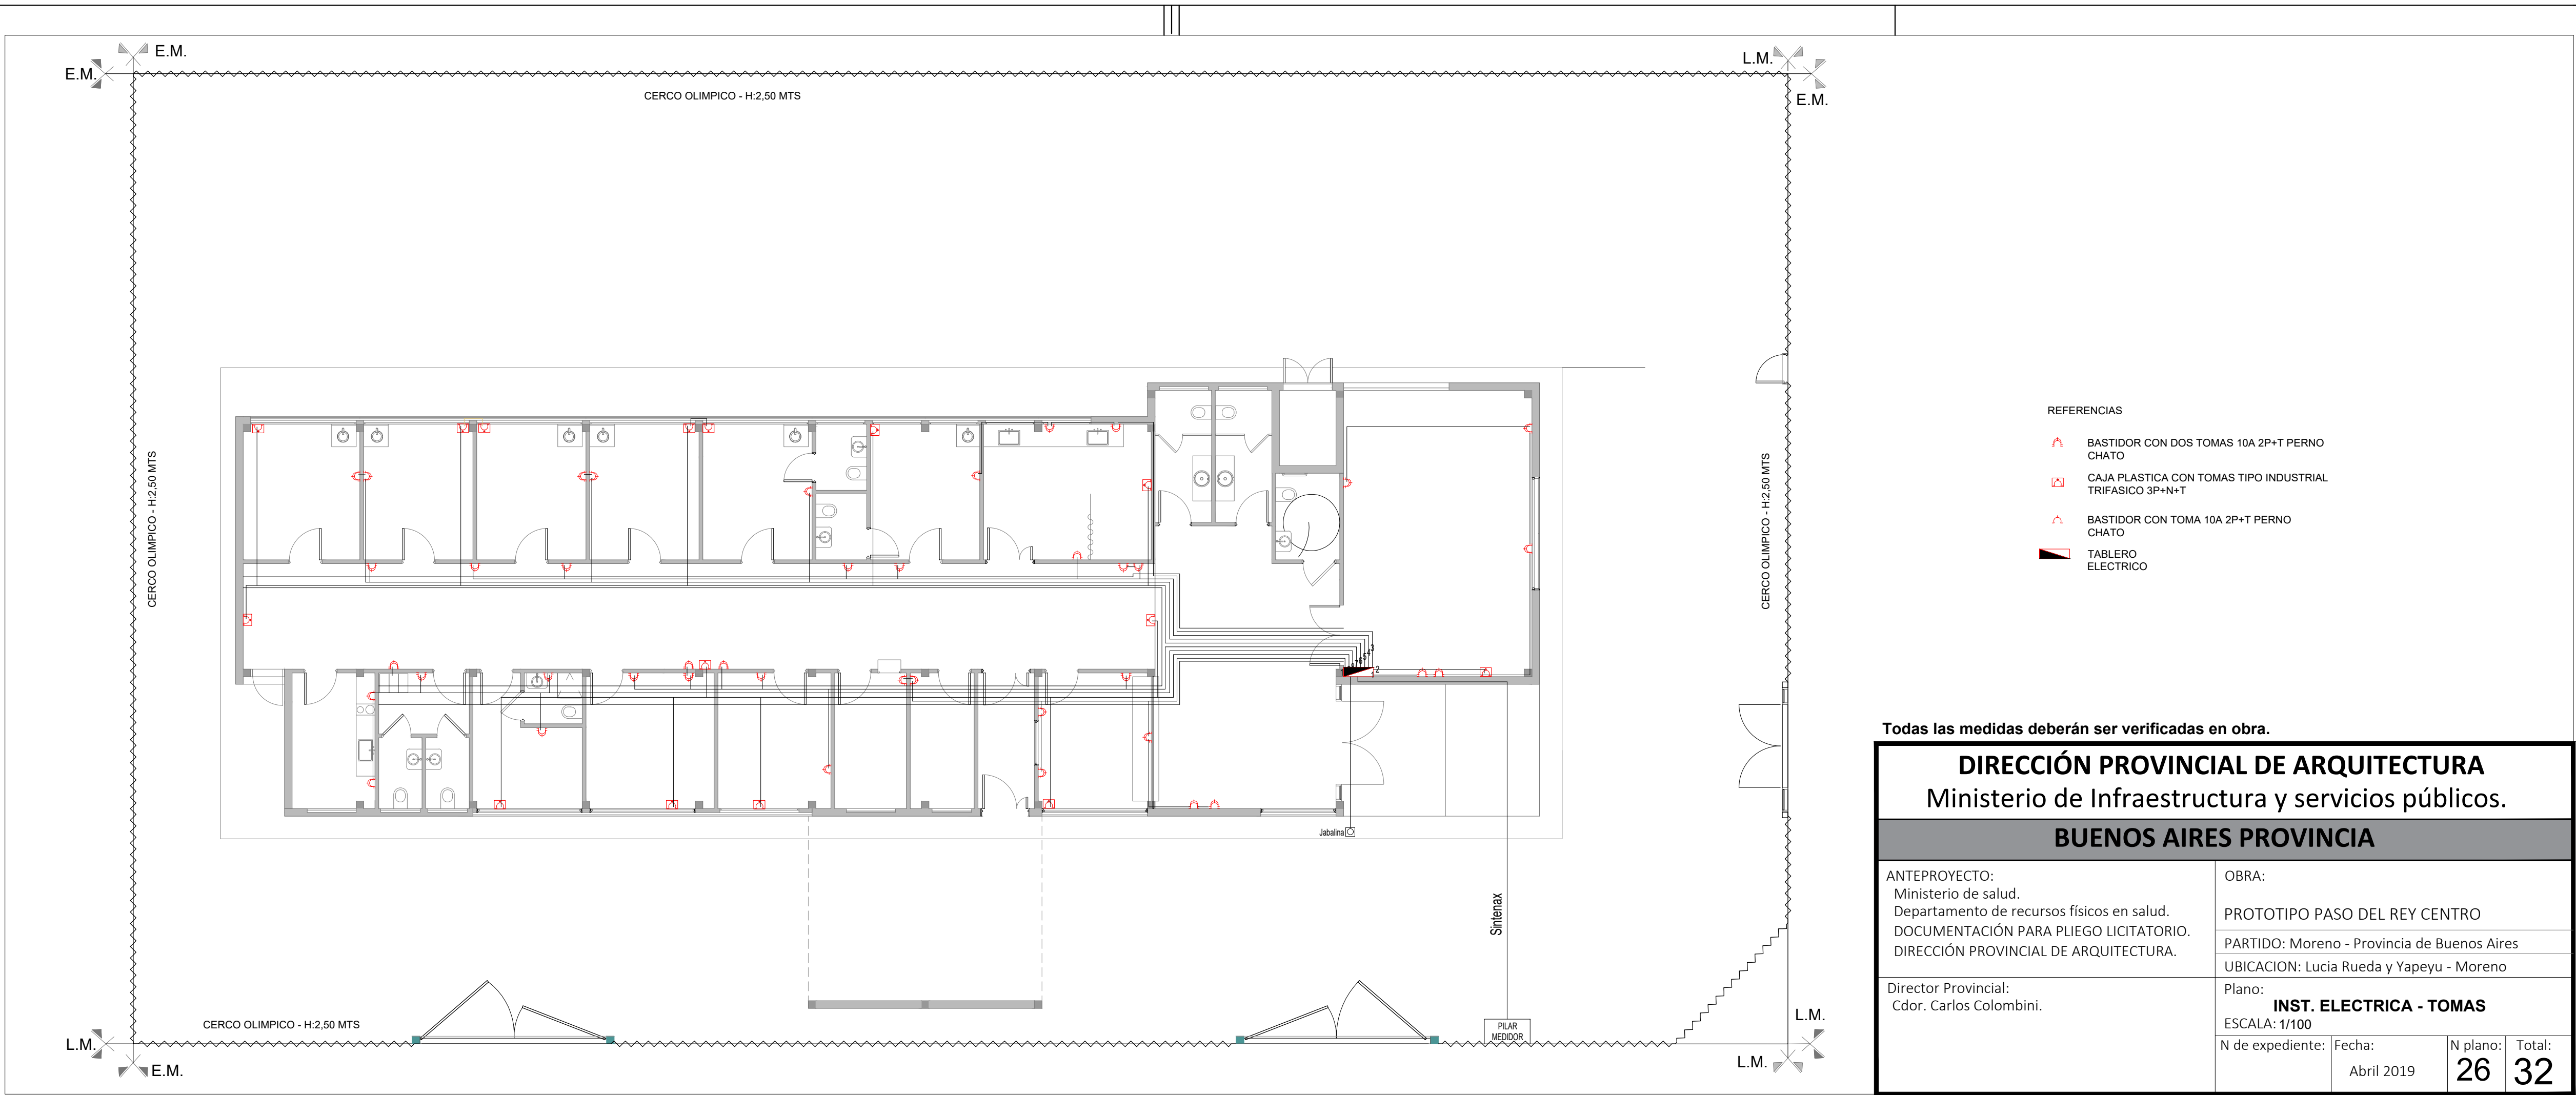 E.M.
E.M.
L.M.
E.M.
CERCO OLIMPICO - H:2,50 MTS
CERCO OLIMPICO - H:2,50 MTS
CERCO OLIMPICO - H:2,50 MTS
REFERENCIAS
BASTIDOR CON DOS TOMAS 10A 2P+T PERNO
CHATO
CAJA PLASTICA CON TOMAS TIPO INDUSTRIAL
TRIFASICO 3P+N+T
BASTIDOR CON TOMA 10A 2P+T PERNO
CHATO
TABLERO
ELECTRICO
7 6 5 4 3
2
Jabalina
Sintenax
PILAR
MEDIDOR
CERCO OLIMPICO - H:2,50 MTS
L.M.
E.M.
L.M.
L.M.
Todas las medidas deberán ser verificadas en obra.
DIRECCIÓN PROVINCIAL DE ARQUITECTURA
Ministerio de Infraestructura y servicios públicos.
BUENOS AIRES PROVINCIA
ANTEPROYECTO:
Ministerio de salud.
Departamento de recursos físicos en salud.
DOCUMENTACIÓN PARA PLIEGO LICITATORIO.
DIRECCIÓN PROVINCIAL DE ARQUITECTURA.
OBRA:
PROTOTIPO PASO DEL REY CENTRO
PARTIDO: Moreno - Provincia de Buenos Aires
UBICACION: Lucia Rueda y Yapeyu - Moreno
Director Provincial:
Cdor. Carlos Colombini.
Plano:
INST. ELECTRICA - TOMAS
ESCALA: 1/100
N de expediente:
Fecha:
Abril 2019
N plano:
26
Total:
32